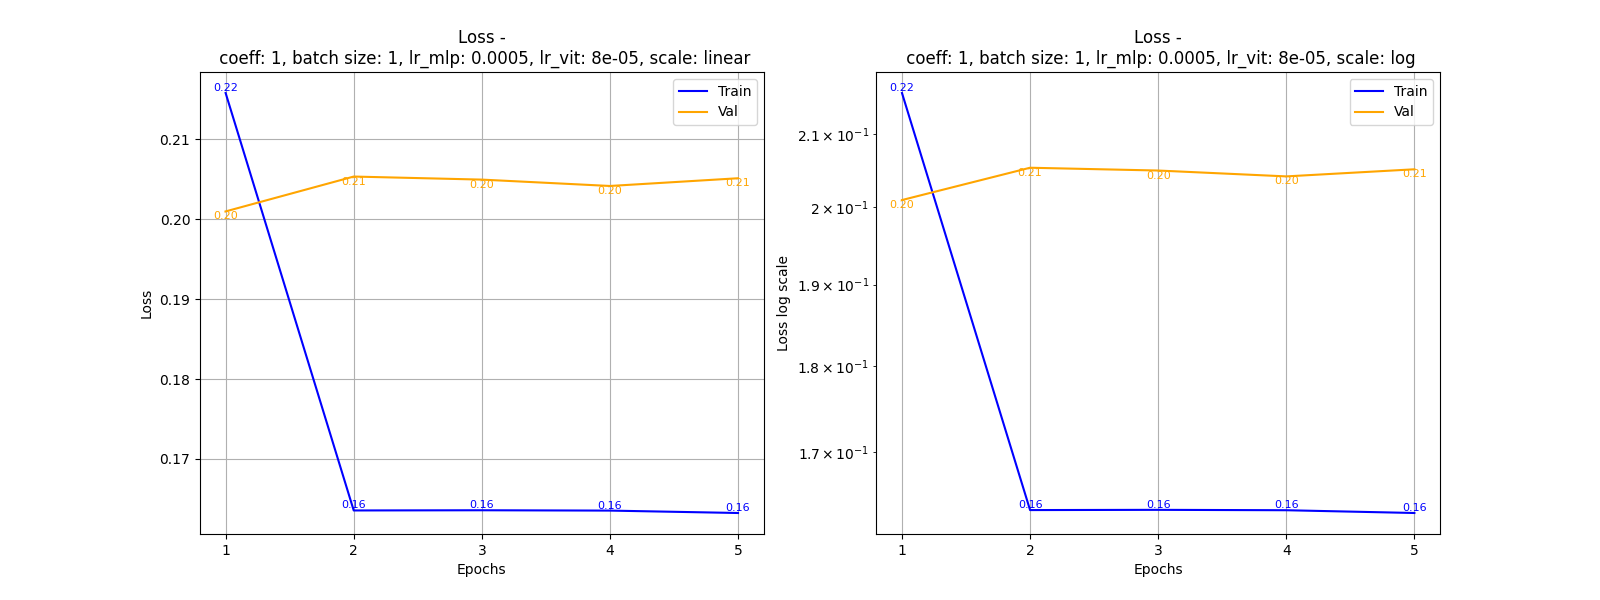 Loss -
coeff: 1, batch size: 1, lr_mlp: 0.0005, lr_vit: 8e-05, scale: linear
Train
Val
0.22
0.21
0.20
0.19
0.18
0.17
0.21
0.20
0.20
0.21
0.20
0.16
0.16
0.16
0.16
Loss
1
2
3
4
5
Epochs
Loss -
coeff: 1, batch size: 1, lr_mlp: 0.0005, lr_vit: 8e-05, scale: log
Train
Val
0.22
2.1 × 10⁻¹
2 × 10⁻¹
1.9 × 10⁻¹
1.8 × 10⁻¹
1.7 × 10⁻¹
0.21
0.20
0.20
0.21
0.20
0.16
0.16
0.16
0.16
Loss log scale
1
2
3
4
5
Epochs